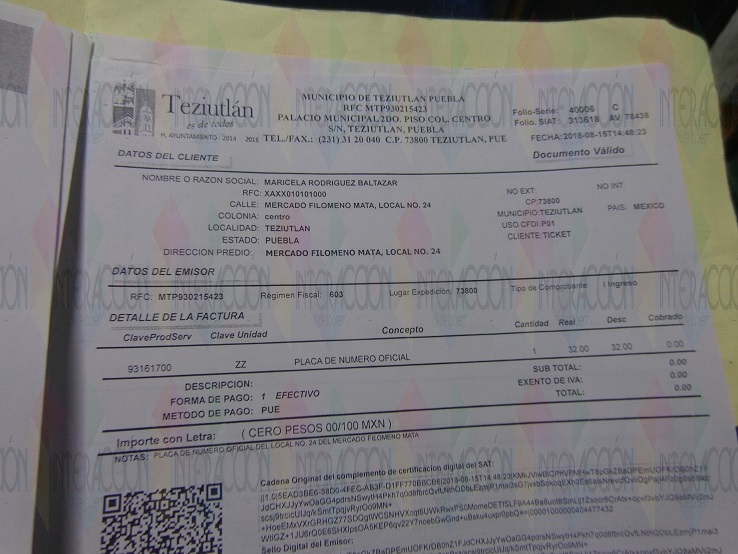 Teziutlán
es de todos
H. AYUNTAMIENTO 2014 2018
MUNICIPIO DE TEZIUTLAN PUEBLA
RFC MTP930215423
PALACIO MUNICIPAL 2DO. PISO COL. CENTRO
S/N, TEZIUTLAN, PUEBLA
TEL./FAX.: (231) 31 20 040 C.P. 73800 TEZIUTLAN, PUE
Folio-Serie: 40006 C
Folio. SIAT: 313618 AV 78438
FECHA:2018-08-15T14:48:23
DATOS DEL CLIENTE
Documento Válido
NOMBRE O RAZON SOCIAL: MARICELA RODRIGUEZ BALTAZAR
RFC: XAXX010101000
NO EXT: NO INT:
CALLE: MERCADO FILOMENO MATA, LOCAL NO. 24
CP:73800
COLONIA: centro
MUNICIPIO:TEZIUTLAN PAIS: MEXICO
LOCALIDAD: TEZIUTLAN
USO CFDI:P01
ESTADO: PUEBLA
CLIENTE:TICKET
DIRECCION PREDIO: MERCADO FILOMENO MATA, LOCAL NO. 24
DATOS DEL EMISOR
RFC: MTP930215423 Régimen Fiscal: 603 Lugar Expedición: 73800 Tipo de Comprobante: I Ingreso
DETALLE DE LA FACTURA
ClaveProdServ Clave Unidad Concepto Cantidad Real Desc Cobrado
93161700 ZZ PLACA DE NUMERO OFICIAL 1 32.00 32.00 0.00
DESCRIPCION: SUB TOTAL: 0.00
FORMA DE PAGO: 1 EFECTIVO EXENTO DE IVA: 0.00
METODO DE PAGO: PUE TOTAL: 0.00
Importe con Letra: ( CERO PESOS 00/100 MXN )
NOTAS: PLACA DE NUMERO OFICIAL DEL LOCAL NO. 24 DEL MERCADO FILOMENO MATA
Cadena Original del complemento de certificacion digital del SAT:
Sello Digital del Emisor:
INTERACCION